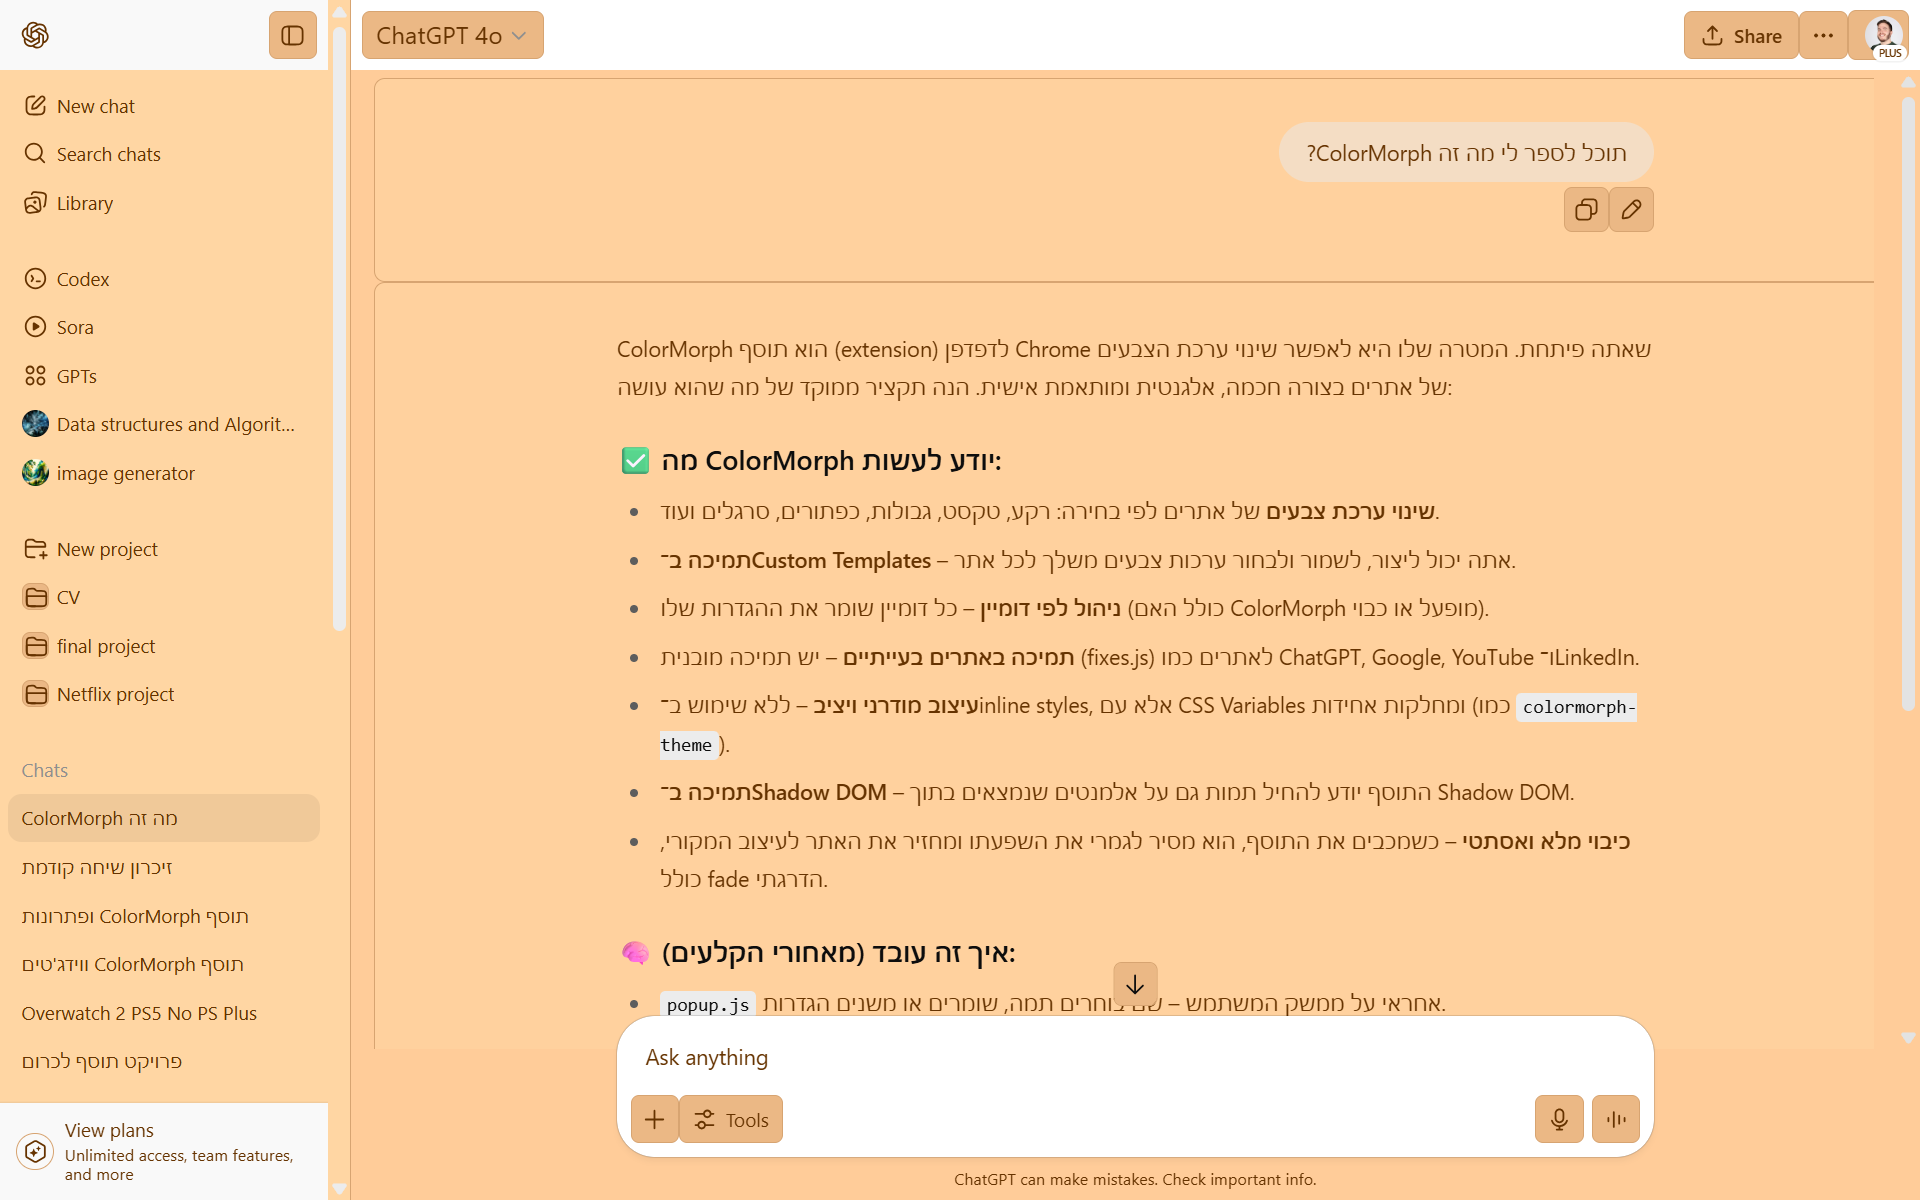 ChatGPT 4o
Share
PLUS
New chat
Search chats
Library
Codex
Sora
GPTs
Data structures and Algorit...
image generator
New project
CV
final project
Netflix project
Chats
מה זה ColorMorph
זיכרון שיחה קודמת
תוסף ColorMorph ופתרונות
תוסף ColorMorph ווידג'טים
Overwatch 2 PS5 No PS Plus
פרויקט תוסף לכרום
View plans
Unlimited access, team features,
and more
תוכל לספר לי מה זה ColorMorph?
ColorMorph הוא תוסף (extension) לדפדפן Chrome שאתה פיתחת. המטרה שלו היא לאפשר שינוי ערכת הצבעים
של אתרים בצורה חכמה, אלגנטית ומותאמת אישית. הנה תקציר ממוקד של מה שהוא עושה:
✅ מה ColorMorph יודע לעשות:
שינוי ערכת צבעים של אתרים לפי בחירה: רקע, טקסט, גבולות, כפתורים, סרגלים ועוד.
תמיכה ב־Custom Templates – אתה יכול ליצור, לשמור ולבחור ערכות צבעים משלך לכל אתר.
ניהול לפי דומיין – כל דומיין שומר את ההגדרות שלו (כולל האם ColorMorph מופעל או כבוי).
תמיכה באתרים בעייתיים – יש תמיכה מובנית (fixes.js) לאתרים כמו ChatGPT, Google, YouTube ו־LinkedIn.
עיצוב מודרני ויציב – ללא שימוש ב־inline styles, אלא עם CSS Variables ומחלקות אחידות (כמו colormorph-
theme).
תמיכה ב־Shadow DOM – התוסף יודע להחיל תמות גם על אלמנטים שנמצאים בתוך Shadow DOM.
כיבוי מלא ואסתטי – כשמכבים את התוסף, הוא מסיר לגמרי את השפעתו ומחזיר את האתר לעיצוב המקורי,
כולל fade הדרגתי.
🧠 איך זה עובד (מאחורי הקלעים):
popup.js אחראי על ממשק המשתמש – שם בוחרים תמה, שומרים או משנים הגדרות.
Ask anything
Tools
ChatGPT can make mistakes. Check important info.